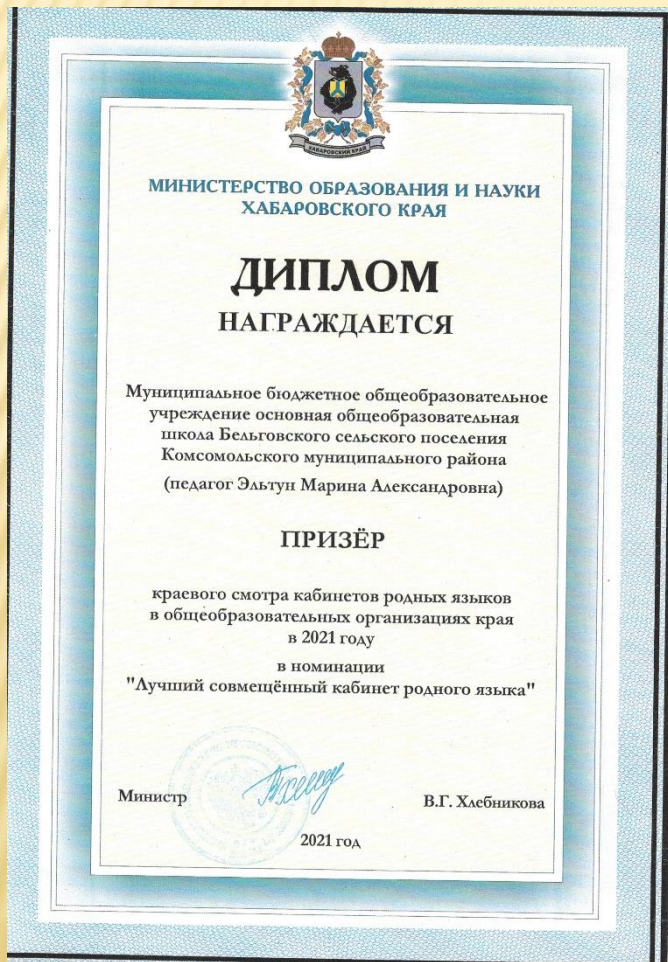 ХАБАРОВСКИЙ КРАЙ
МИНИСТЕРСТВО ОБРАЗОВАНИЯ И НАУКИ
ХАБАРОВСКОГО КРАЯ
ДИПЛОМ
НАГРАЖДАЕТСЯ
Муниципальное бюджетное общеобразовательное
учреждение основная общеобразовательная
школа Бельговского сельского поселения
Комсомольского муниципального района
(педагог Эльтун Марина Александровна)
ПРИЗЁР
краевого смотра кабинетов родных языков
в общеобразовательных организациях края
в 2021 году
в номинации
"Лучший совмещённый кабинет родного языка"
Министр
В.Г. Хлебникова
2021 год